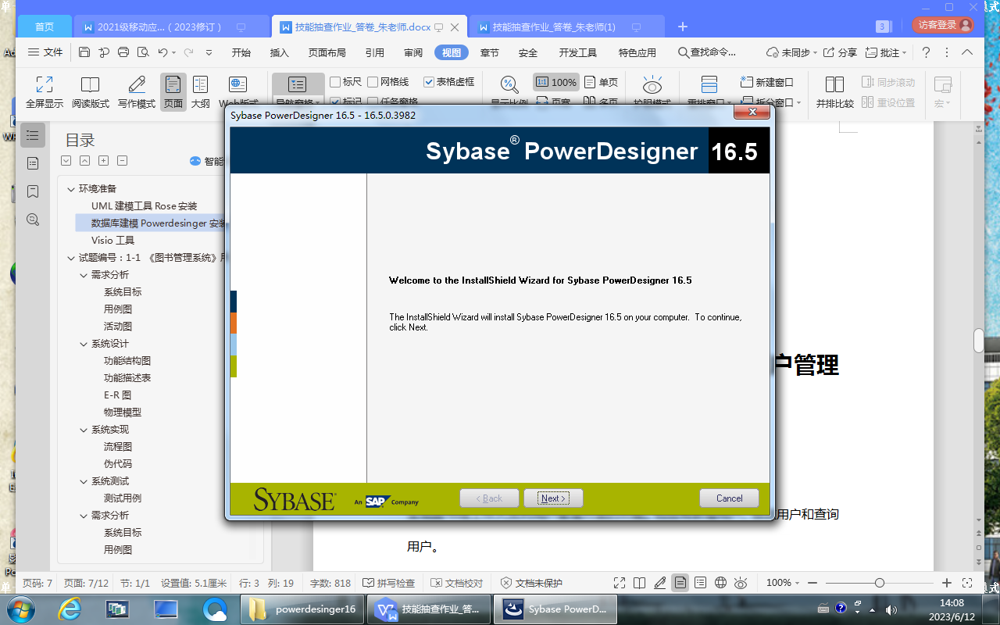 单
模式
首页
2021级移动应...（2023修订）
技能抽查作业_答卷_朱老师.docx
技能抽查作业_答卷_朱老师(1)
3
访客登录
文件
开始
插入
页面布局
引用
审阅
视图
章节
安全
开发工具
特色应用
查找命令...
未同步
分享
批注
全屏显示
阅读版式
写作模式
页面
大纲
Web版式
导航窗格
标尺
网格线
表格虚框
标记
任务窗格
显示比例
1:1 100%
单页
页宽
多页
护眼模式
重排窗口
新建窗口
拆分窗口
并排比较
同步滚动
重设位置
宏
目录
智能
环境准备
UML 建模工具 Rose 安装
数据库建模 Powerdesinger 安装
Visio 工具
试题编号：1-1 《图书管理系统》用
需求分析
系统目标
用例图
活动图
系统设计
功能结构图
功能描述表
E-R 图
物理模型
系统实现
流程图
伪代码
系统测试
测试用例
需求分析
系统目标
用例图
Sybase PowerDesigner 16.5 - 16.5.0.3982
Sybase® PowerDesigner 16.5
Welcome to the InstallShield Wizard for Sybase PowerDesigner 16.5
The InstallShield Wizard will install Sybase PowerDesigner 16.5 on your computer. To continue,
click Next.
SYBASE® An SAP Company
< Back
Next >
Cancel
户管理
用户和查询
用户。
页码: 7
页面: 7/12
节: 1/1
设置值: 5.1厘米
行: 3
列: 19
字数: 818
拼写检查
文档校对
文档未保护
100%
单
模式
powerdesinger16
技能抽查作业_答...
Sybase PowerD...
14:08
2023/6/12